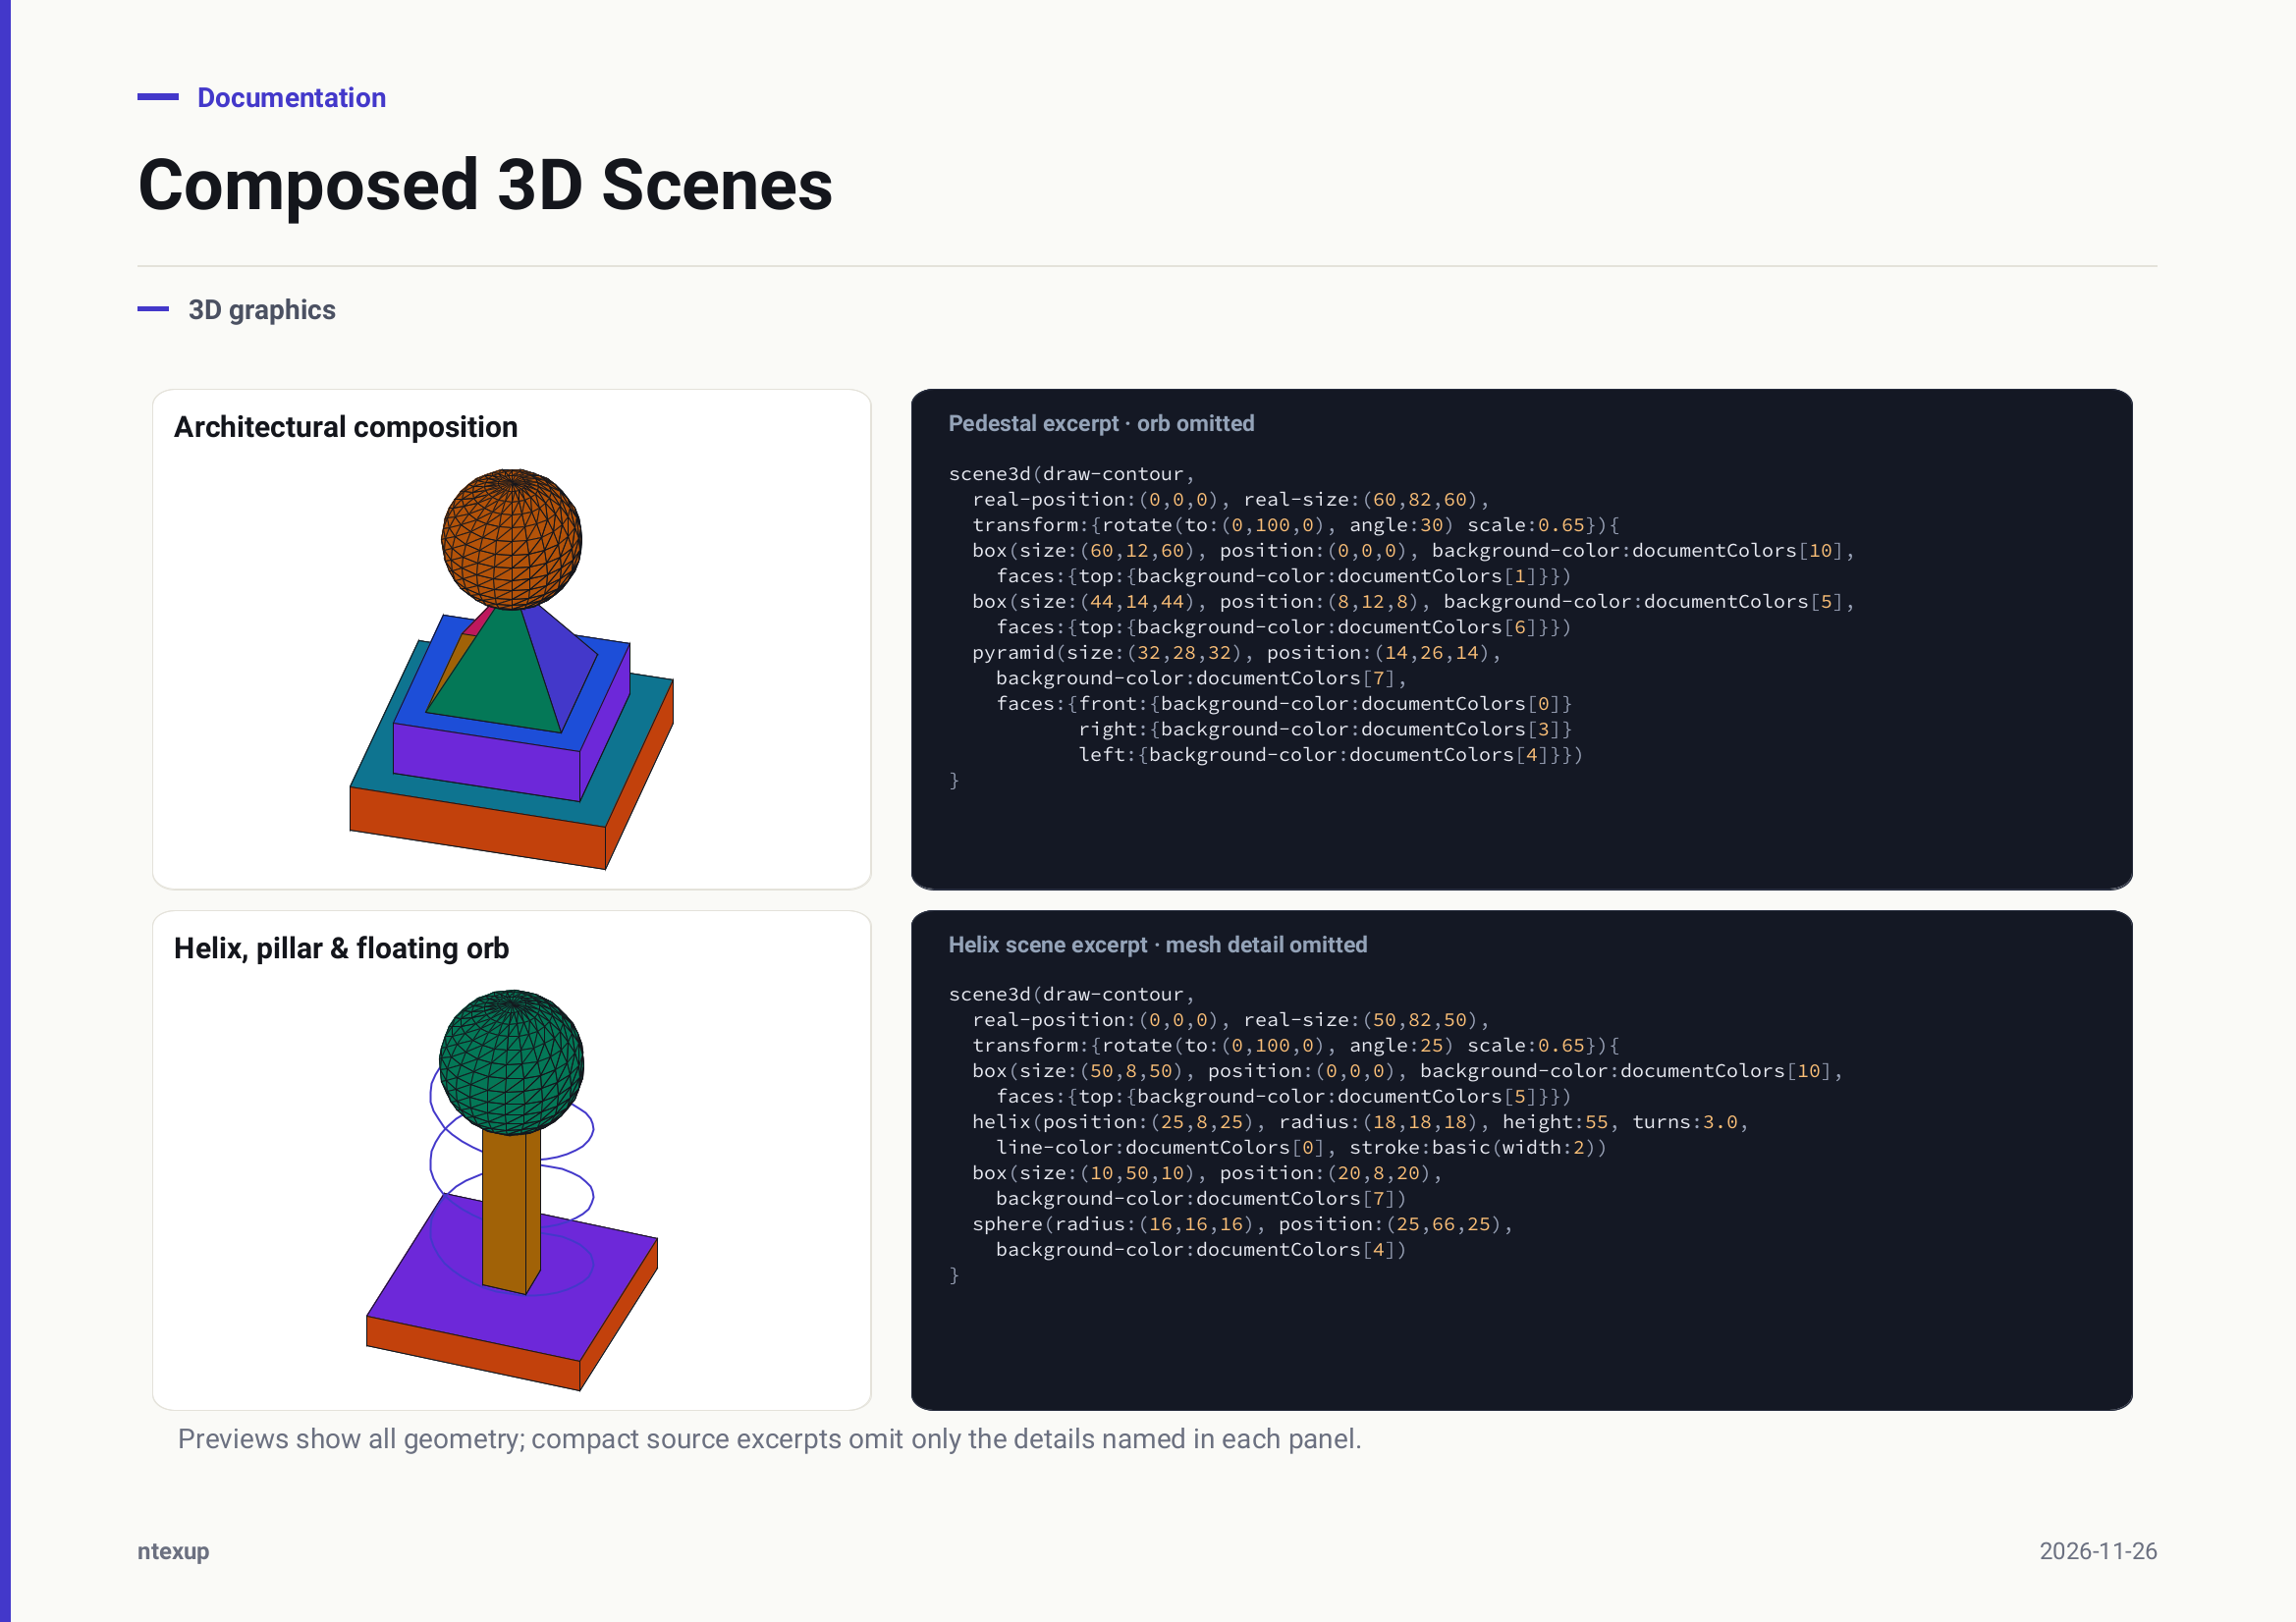 Documentation
Composed 3D Scenes
3D graphics
Architectural composition
Pedestal excerpt · orb omitted
scene3d(draw-contour,
  real-position:(0,0,0), real-size:(60,82,60),
  transform:{rotate(to:(0,100,0), angle:30) scale:0.65}){
  box(size:(60,12,60), position:(0,0,0), background-color:documentColors[10],
    faces:{top:{background-color:documentColors[1]}})
  box(size:(44,14,44), position:(8,12,8), background-color:documentColors[5],
    faces:{top:{background-color:documentColors[6]}})
  pyramid(size:(32,28,32), position:(14,26,14),
    background-color:documentColors[7],
    faces:{front:{background-color:documentColors[0]}
           right:{background-color:documentColors[3]}
           left:{background-color:documentColors[4]}})
}
Helix, pillar & floating orb
Helix scene excerpt · mesh detail omitted
scene3d(draw-contour,
  real-position:(0,0,0), real-size:(50,82,50),
  transform:{rotate(to:(0,100,0), angle:25) scale:0.65}){
  box(size:(50,8,50), position:(0,0,0), background-color:documentColors[10],
    faces:{top:{background-color:documentColors[5]}})
  helix(position:(25,8,25), radius:(18,18,18), height:55, turns:3.0,
    line-color:documentColors[0], stroke:basic(width:2))
  box(size:(10,50,10), position:(20,8,20),
    background-color:documentColors[7])
  sphere(radius:(16,16,16), position:(25,66,25),
    background-color:documentColors[4])
}
Previews show all geometry; compact source excerpts omit only the details named in each panel.
ntexup
2026-11-26